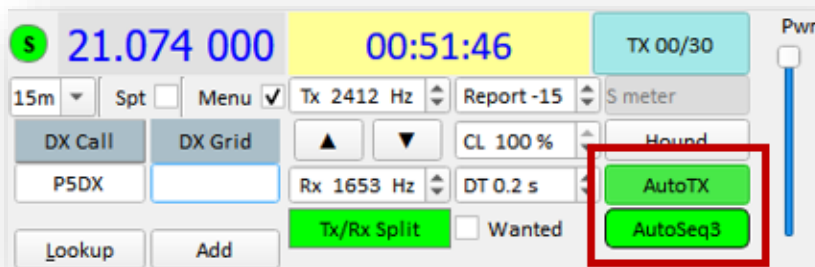 S 21.074 000 00:51:46 TX 00/30 Pwr
15m Spt Menu Tx 2412 Hz Report -15 S meter
DX Call DX Grid CL 100 % Hound
P5DX Rx 1653 Hz DT 0.2 s AutoTX
Tx/Rx Split Wanted AutoSeq3
Lookup Add